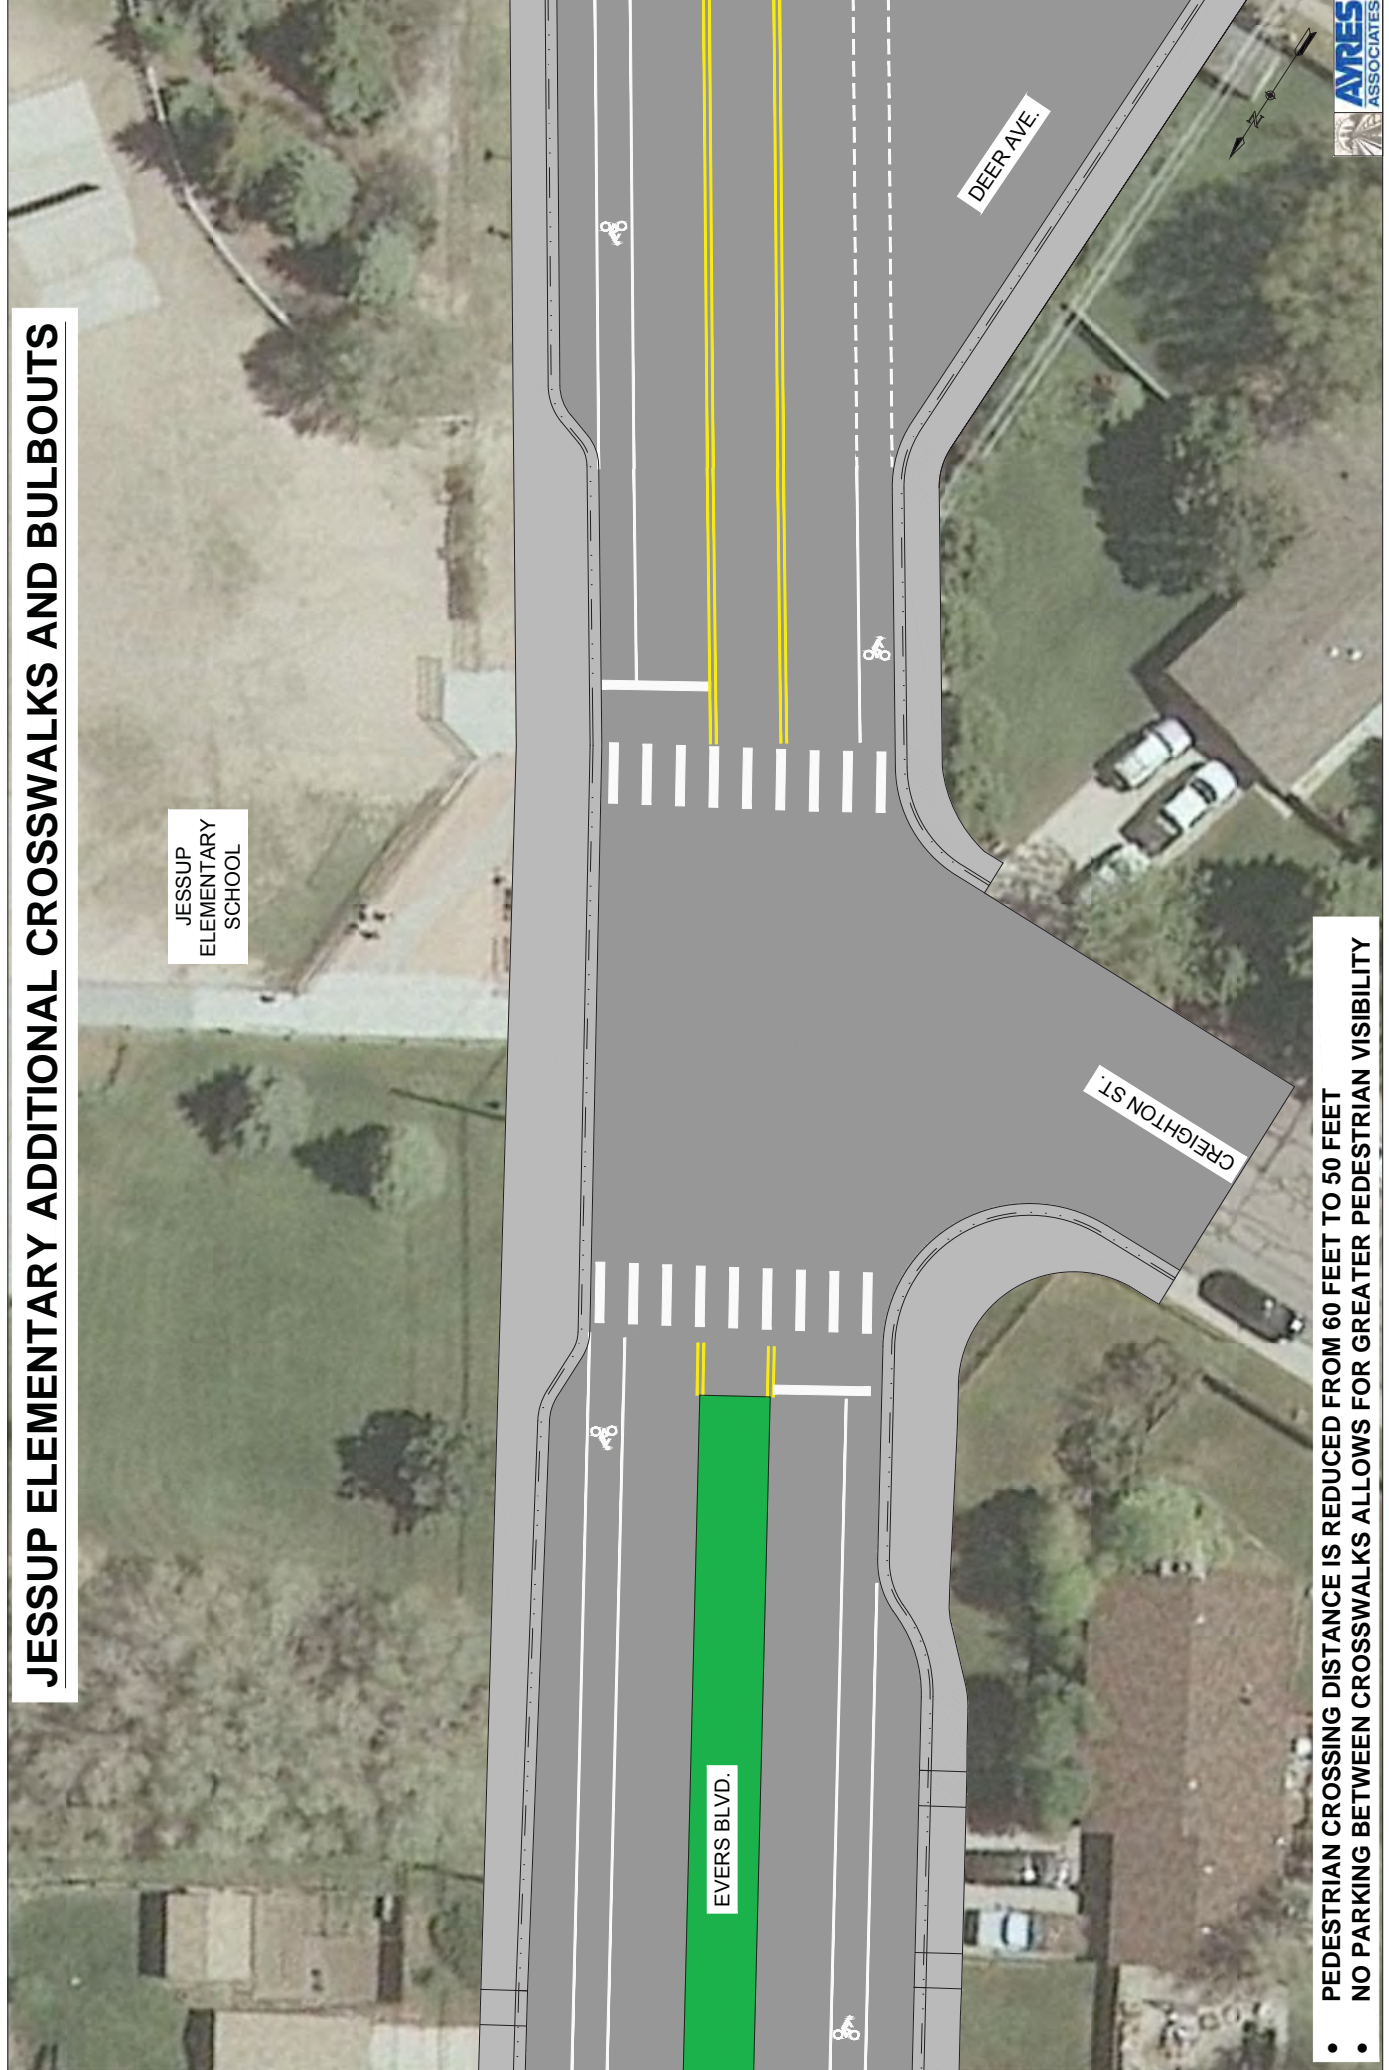 JESSUP ELEMENTARY ADDITIONAL CROSSWALKS AND BULBOUTS
JESSUP
ELEMENTARY
SCHOOL
DEER AVE.
CREIGHTON ST.
EVERS BLVD.
N
AYRES
ASSOCIATES
• PEDESTRIAN CROSSING DISTANCE IS REDUCED FROM 60 FEET TO 50 FEET
• NO PARKING BETWEEN CROSSWALKS ALLOWS FOR GREATER PEDESTRIAN VISIBILITY